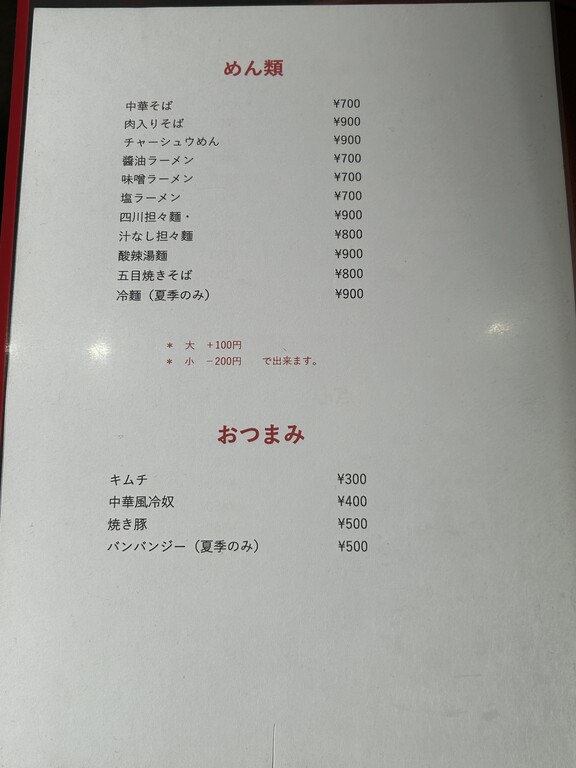 めん類
中華そば ¥700
肉入りそば ¥900
チャーシュウめん ¥900
醬油ラーメン ¥700
味噌ラーメン ¥700
塩ラーメン ¥700
四川担々麵・ ¥900
汁なし担々麵 ¥800
酸辣湯麵 ¥900
五目焼きそば ¥800
冷麵（夏季のみ） ¥900
＊ 大 ＋100円
＊ 小 －200円 で出来ます。
おつまみ
キムチ ¥300
中華風冷奴 ¥400
焼き豚 ¥500
バンバンジー（夏季のみ） ¥500